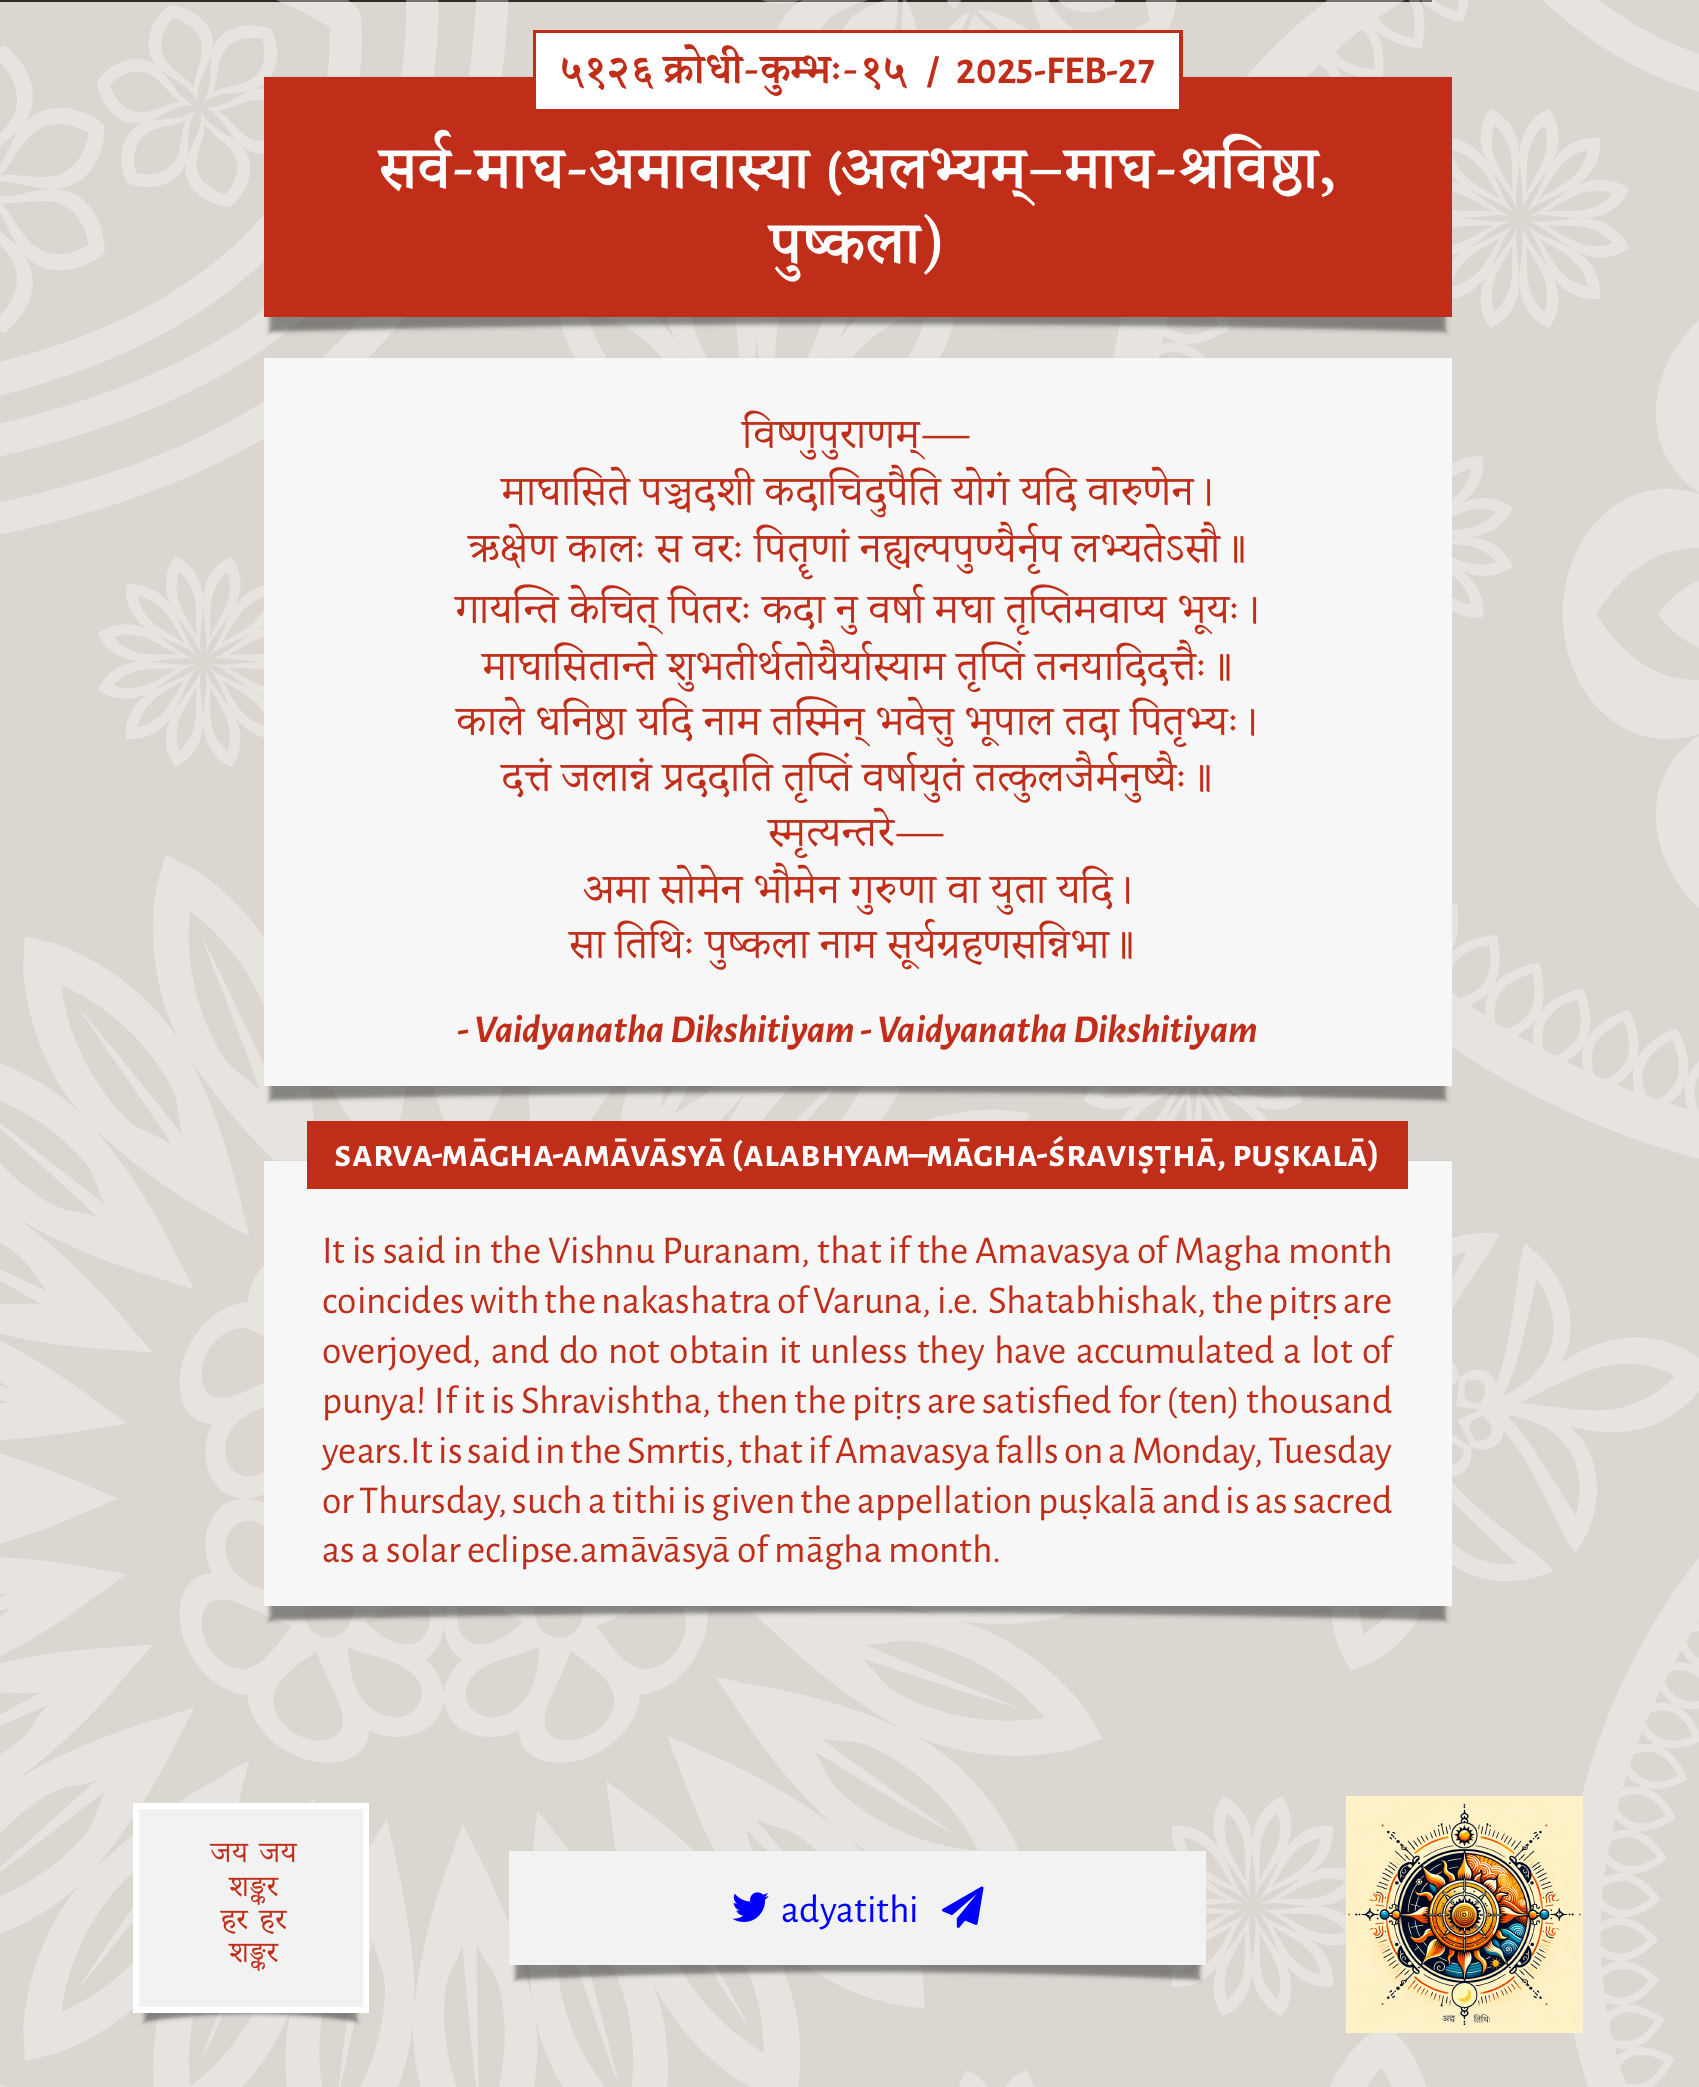 ५१२६ क्रोधी-कुम्भः-१५ / 2025-FEB-27
सर्व-माघ-अमावास्या (अलभ्यम्–माघ-श्रविष्ठा,
पुष्कला)
विष्णुपुराणम्—
माघासिते पञ्चदशी कदाचिदुपैति योगं यदि वारुणेन।
ऋक्षेण कालः स वरः पितॄणां नह्यल्पपुण्यैर्नृप लभ्यतेऽसौ॥
गायन्ति केचित् पितरः कदा नु वर्षा मघा तृप्तिमवाप्य भूयः।
माघासितान्ते शुभतीर्थतोयैर्यास्याम तृप्तिं तनयादिदत्तैः॥
काले धनिष्ठा यदि नाम तस्मिन् भवेत्तु भूपाल तदा पितृभ्यः।
दत्तं जलान्नं प्रददाति तृप्तिं वर्षायुतं तत्कुलजैर्मनुष्यैः॥
स्मृत्यन्तरे—
अमा सोमेन भौमेन गुरुणा वा युता यदि।
सा तिथिः पुष्कला नाम सूर्यग्रहणसन्निभा॥
- Vaidyanatha Dikshitiyam - Vaidyanatha Dikshitiyam
SARVA-MĀGHA-AMĀVĀSYĀ (ALABHYAM–MĀGHA-ŚRAVIṢṬHĀ, PUṢKALĀ)
It is said in the Vishnu Puranam, that if the Amavasya of Magha month
coincides with the nakashatra of Varuna, i.e. Shatabhishak, the pitṛs are
overjoyed, and do not obtain it unless they have accumulated a lot of
punya! If it is Shravishtha, then the pitṛs are satisfied for (ten) thousand
years.It is said in the Smrtis, that if Amavasya falls on a Monday, Tuesday
or Thursday, such a tithi is given the appellation puṣkalā and is as sacred
as a solar eclipse.amāvāsyā of māgha month.
जय जय
शङ्कर
हर हर
शङ्कर
adyatithi
अद्य तिथिः